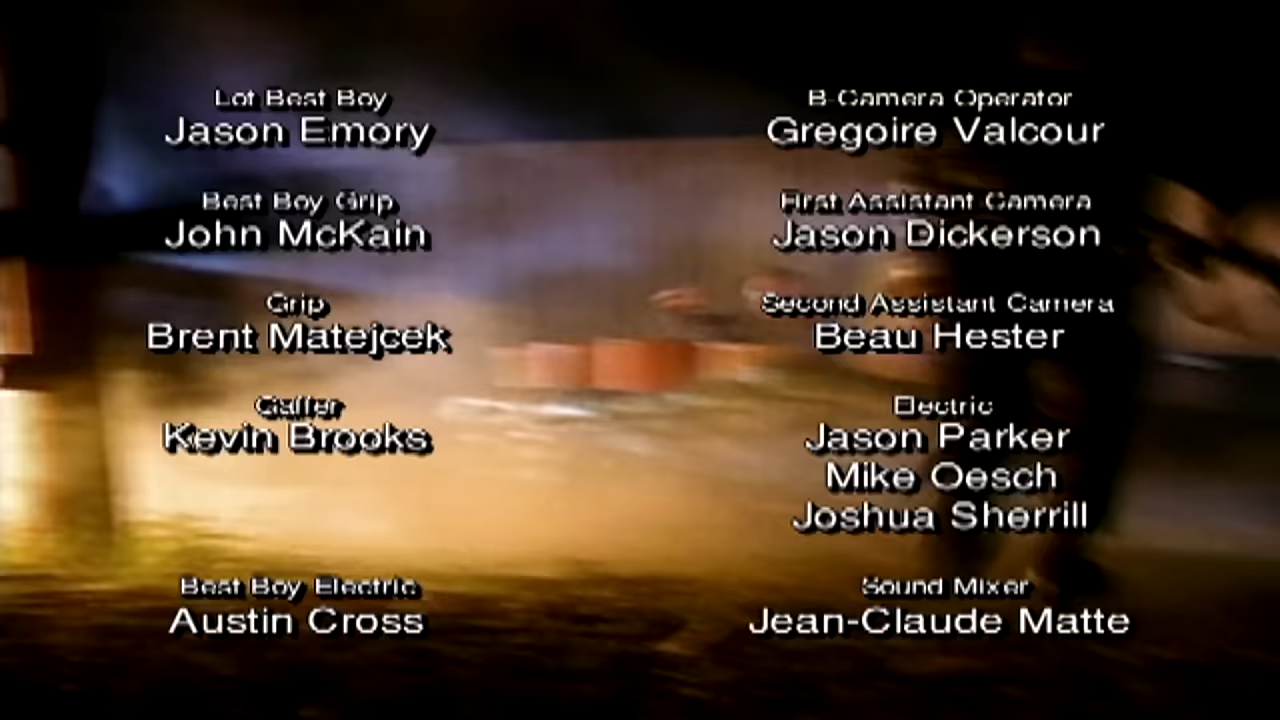 Lot Best Boy
Jason Emory
Best Boy Grip
John McKain
Grip
Brent Matejcek
Gaffer
Kevin Brooks
Best Boy Electric
Austin Cross
B-Camera Operator
Gregoire Valcour
First Assistant Camera
Jason Dickerson
Second Assistant Camera
Beau Hester
Electric
Jason Parker
Mike Oesch
Joshua Sherrill
Sound Mixer
Jean-Claude Matte